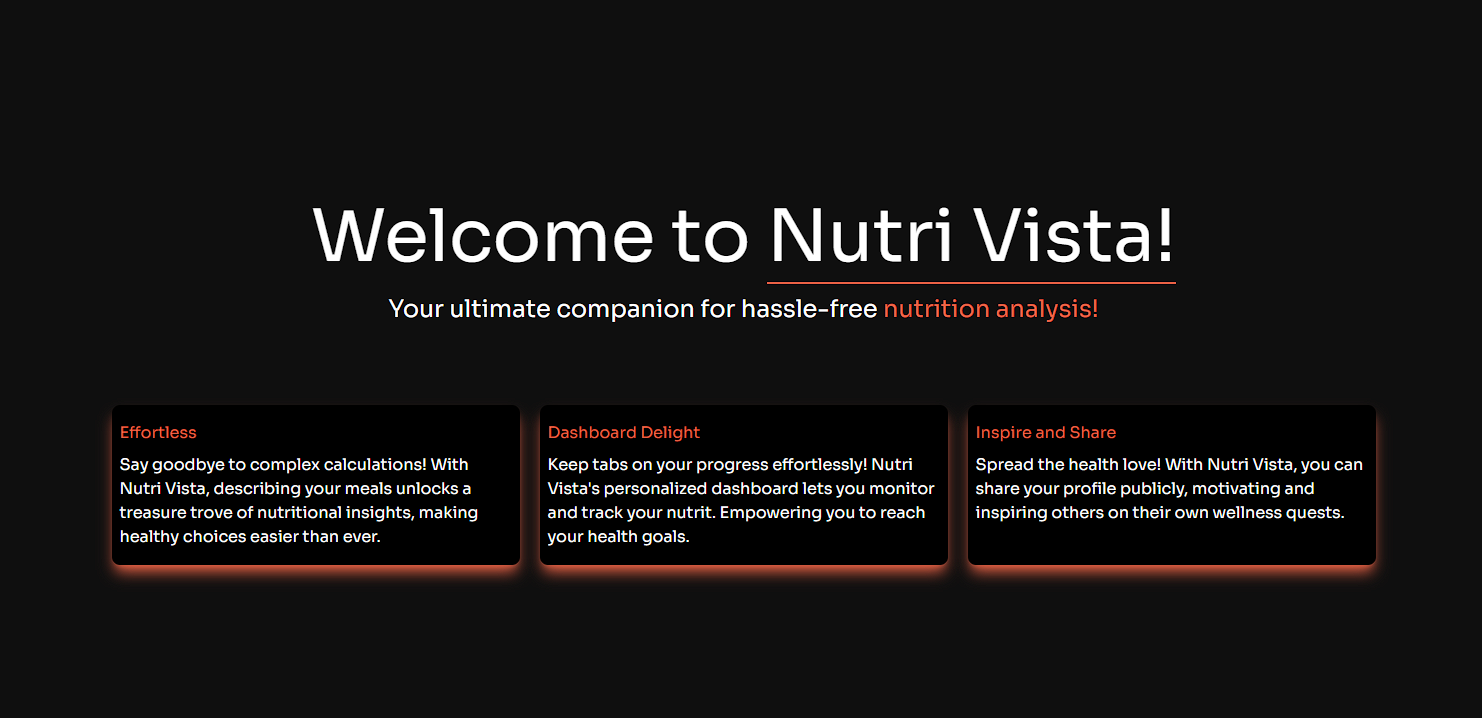 Welcome to Nutri Vista!
Your ultimate companion for hassle-free nutrition analysis!
Effortless
Say goodbye to complex calculations! With
Nutri Vista, describing your meals unlocks a
treasure trove of nutritional insights, making
healthy choices easier than ever.
Dashboard Delight
Keep tabs on your progress effortlessly! Nutri
Vista's personalized dashboard lets you monitor
and track your nutrit. Empowering you to reach
your health goals.
Inspire and Share
Spread the health love! With Nutri Vista, you can
share your profile publicly, motivating and
inspiring others on their own wellness quests.